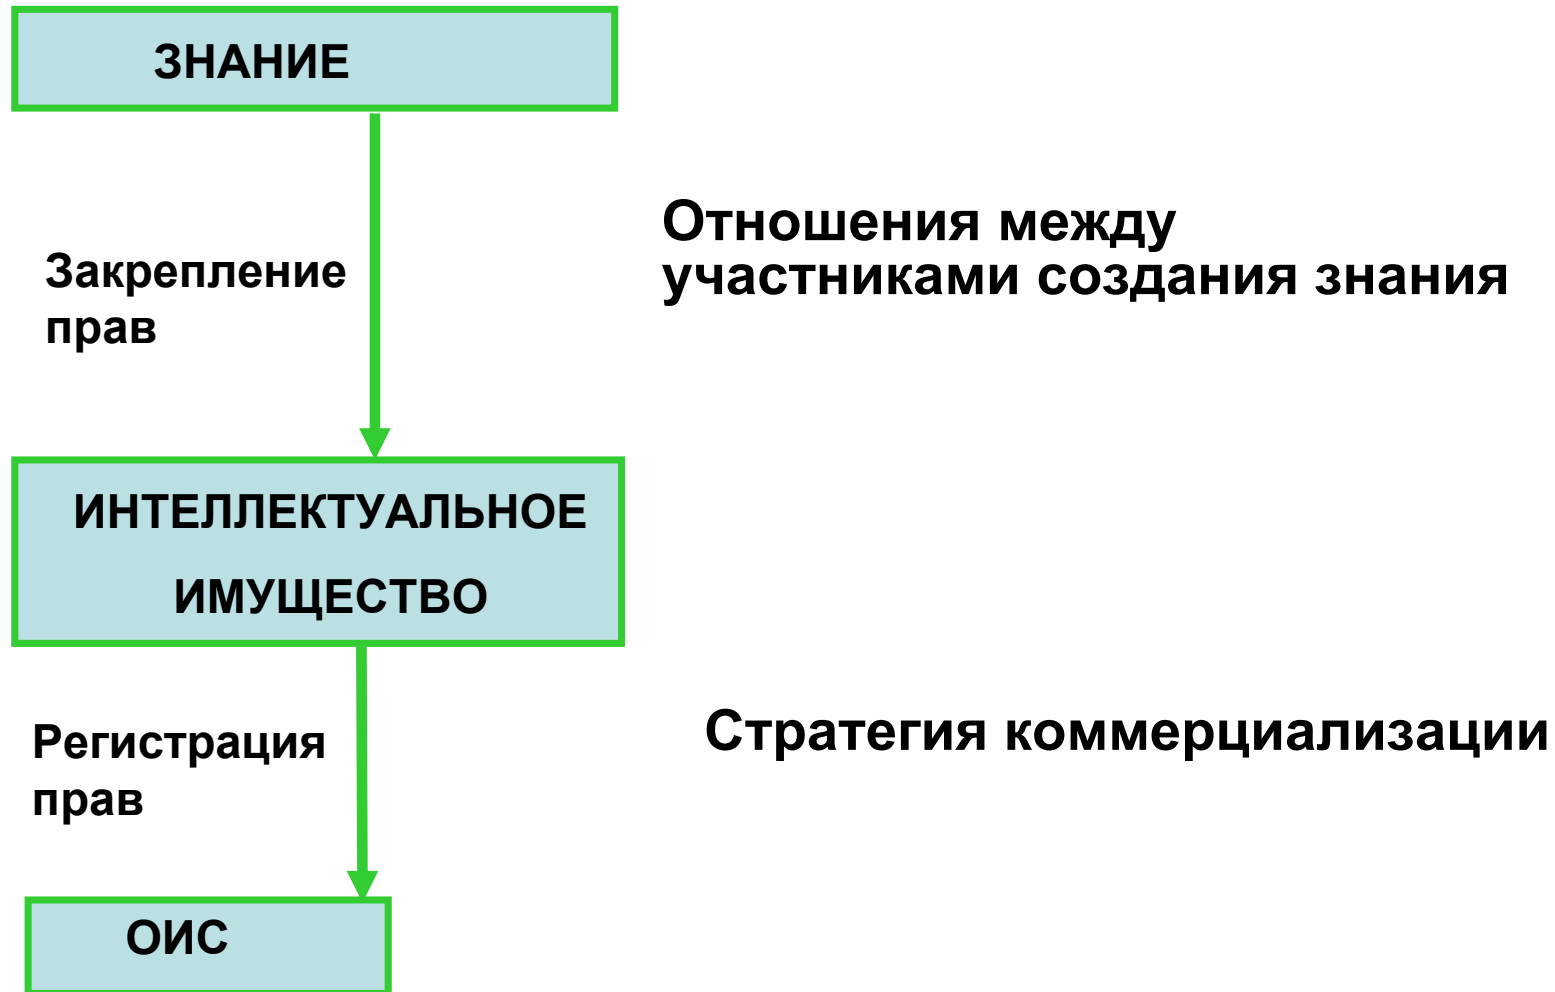 ЗНАНИЕ
Закрепление
прав
Отношения между
участниками создания знания
ИНТЕЛЛЕКТУАЛЬНОЕ
ИМУЩЕСТВО
Регистрация
прав
Стратегия коммерциализации
ОИС